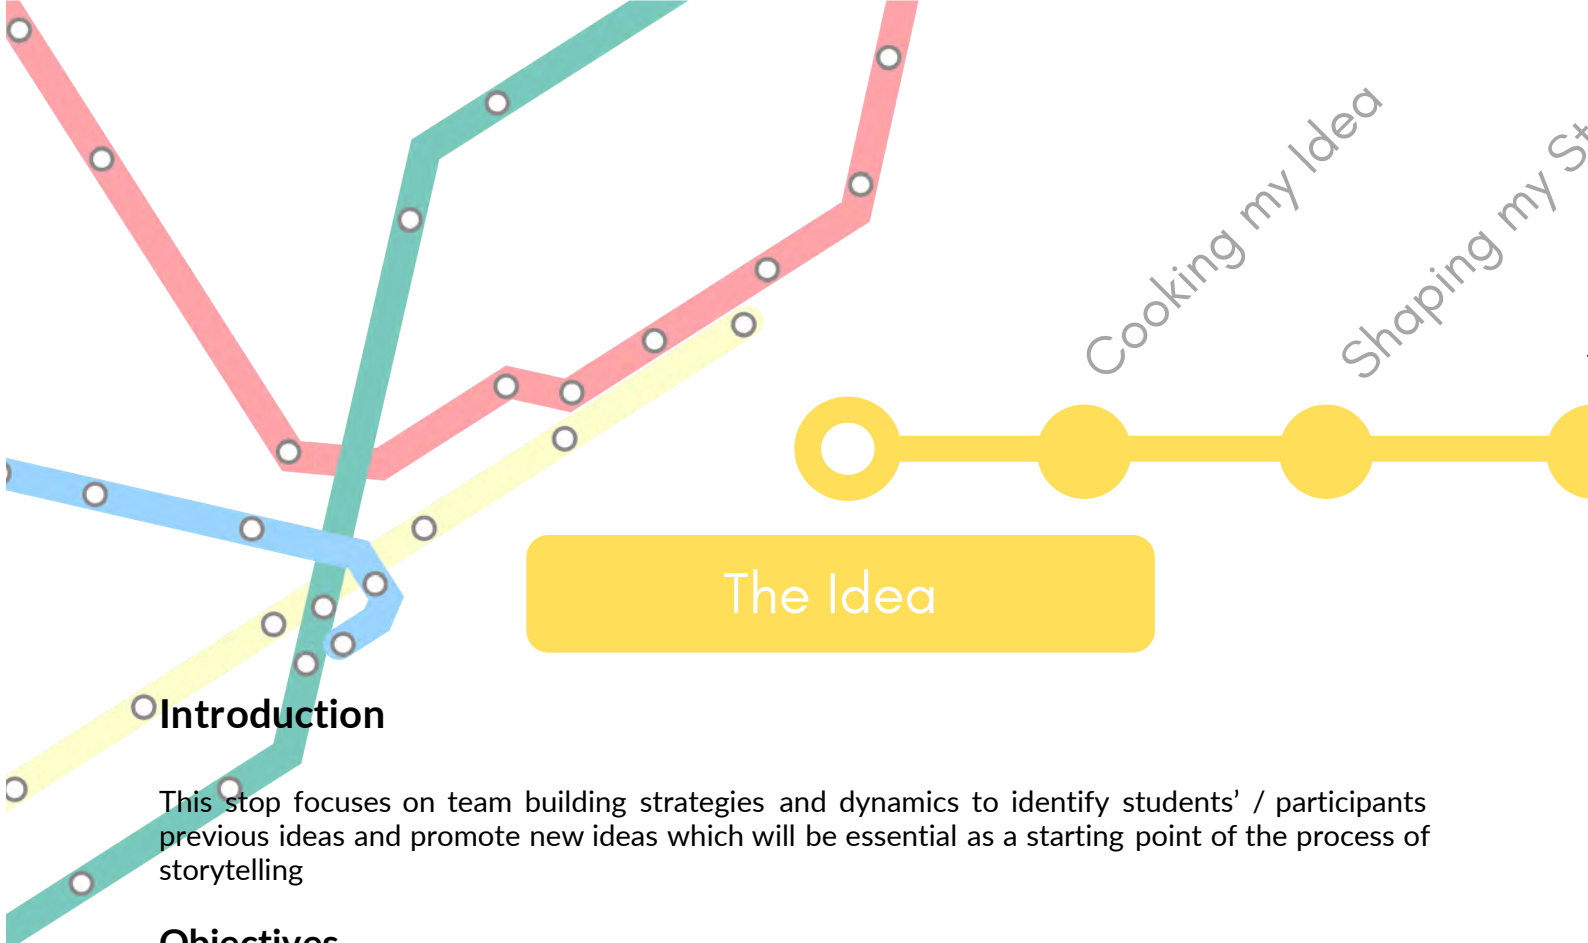 Cooking my Idea
Shaping my
The Idea
Introduction
This stop focuses on team building strategies and dynamics to identify students’ / participants
previous ideas and promote new ideas which will be essential as a starting point of the process of
storytelling
Objectives